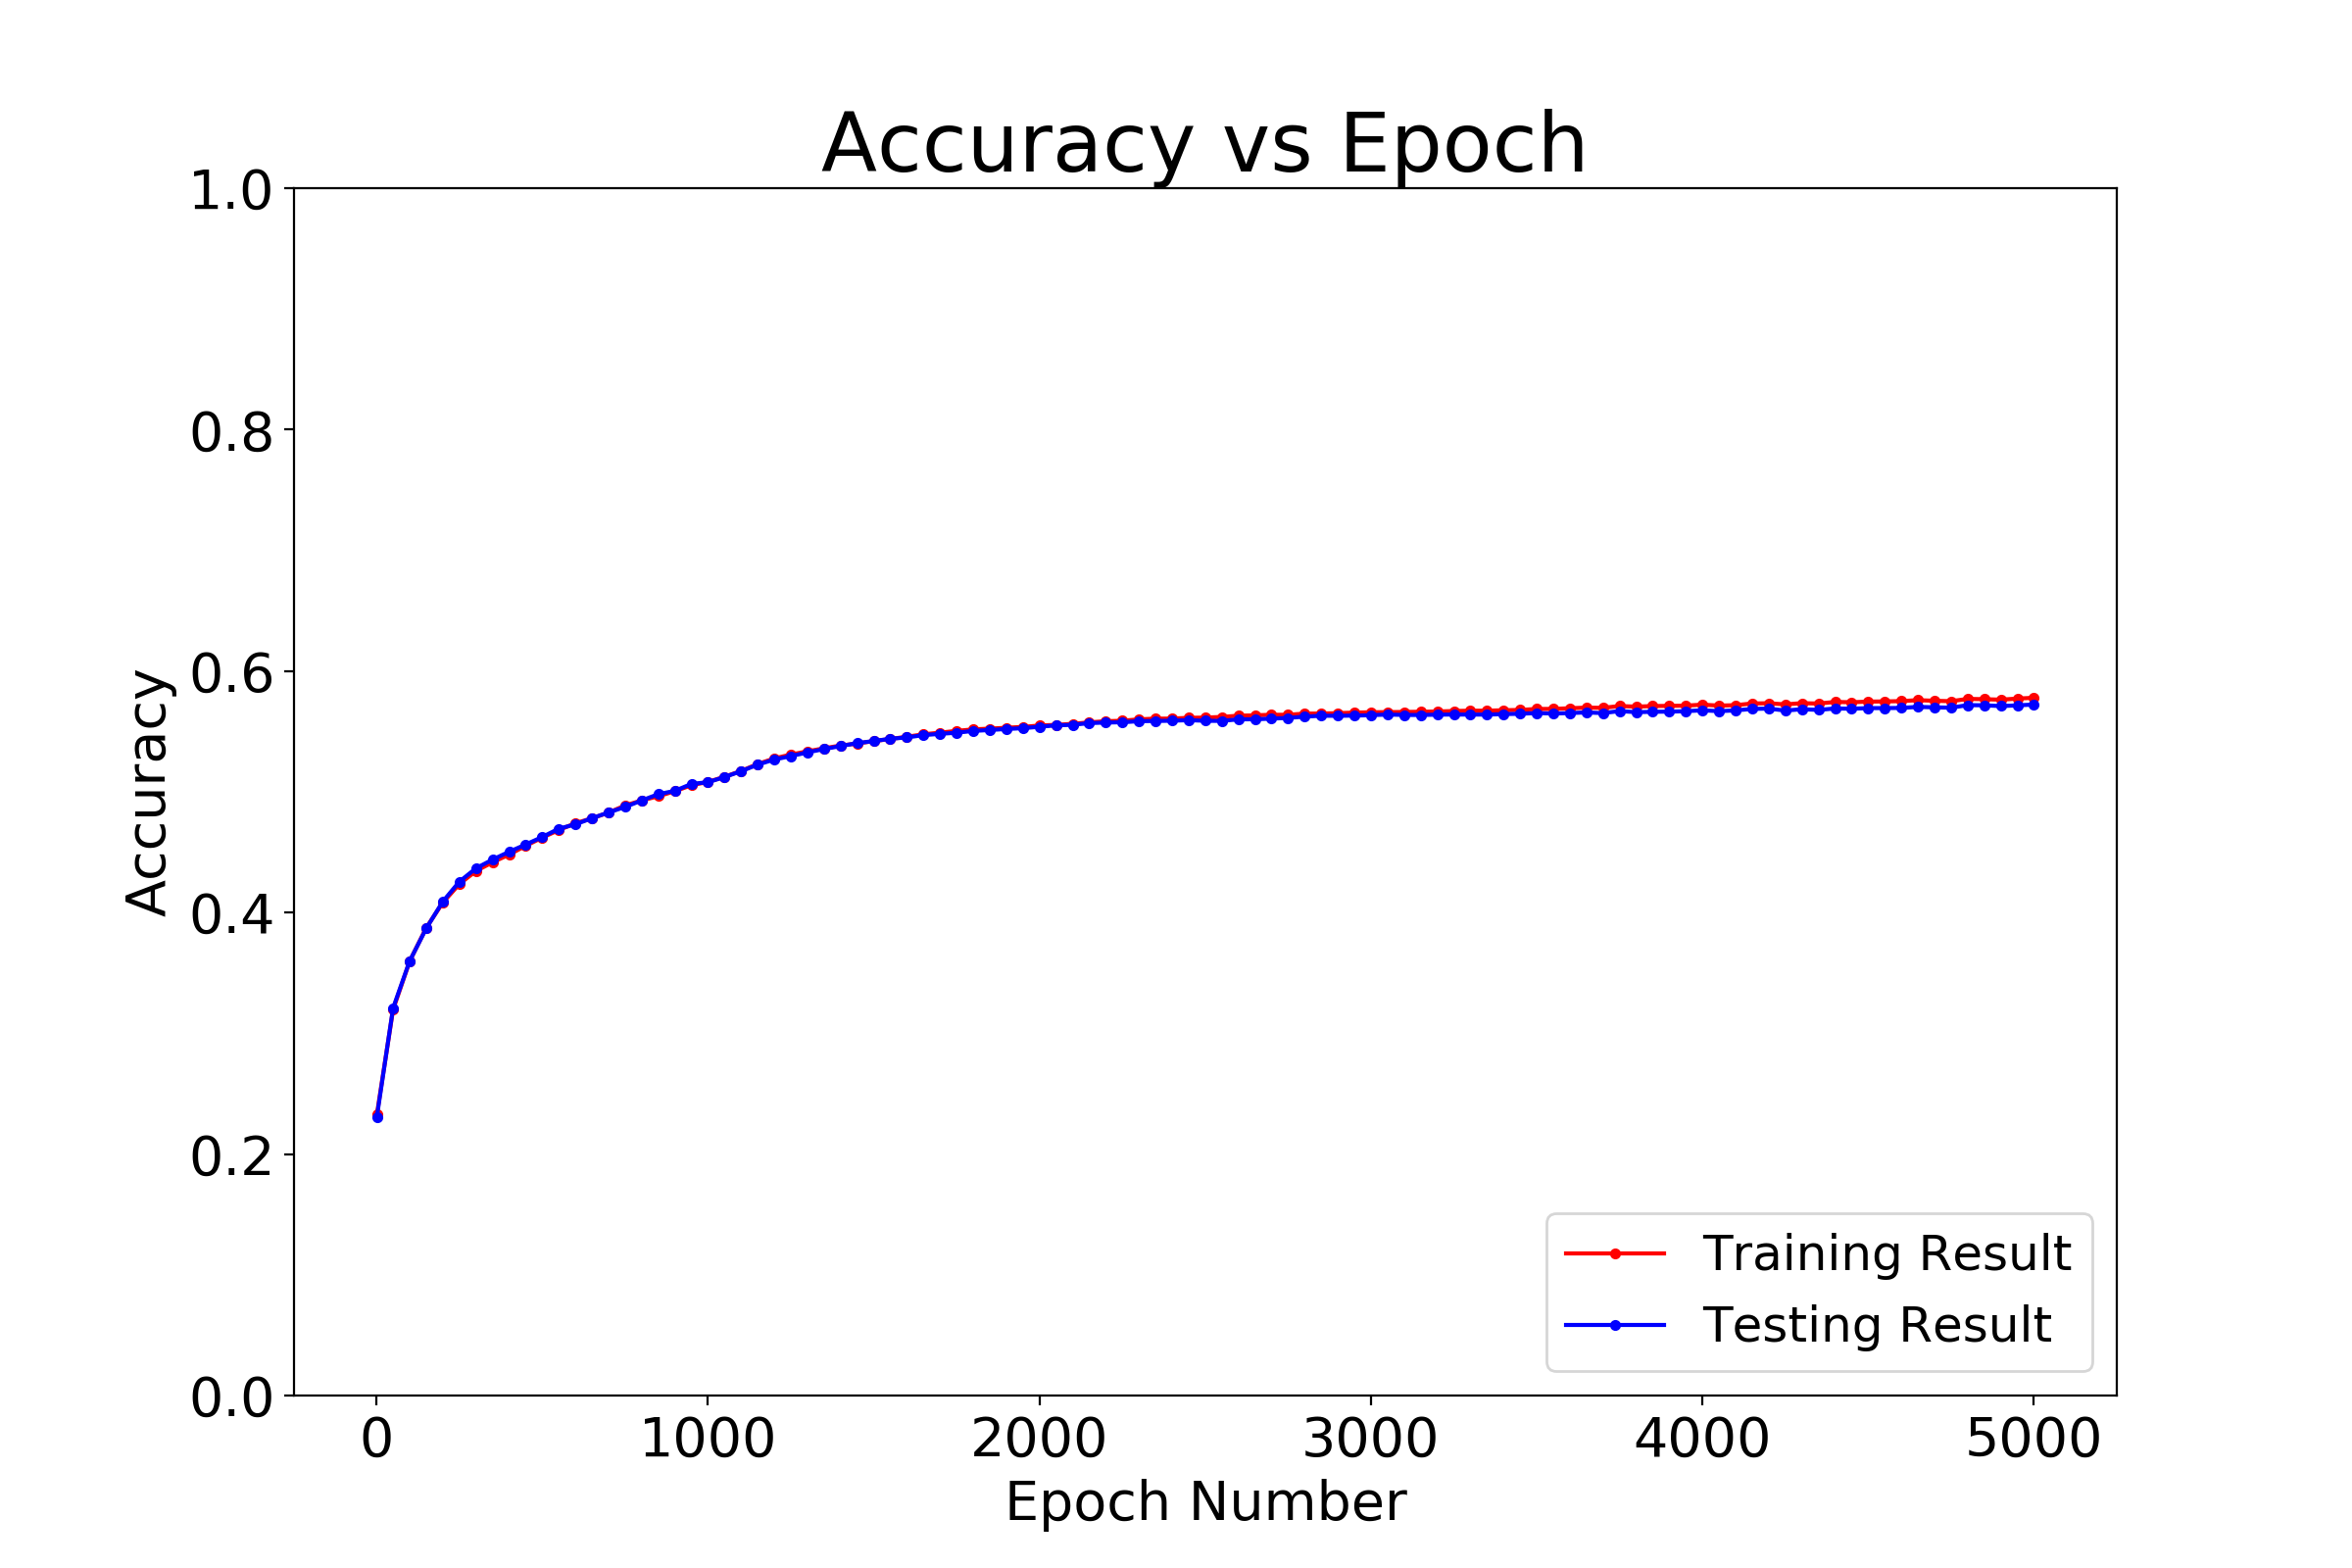 Accuracy vs Epoch
1.0
0.8
0.6
0.4
0.2
0.0
Accuracy
Training Result
Testing Result
0 1000 2000 3000 4000 5000
Epoch Number